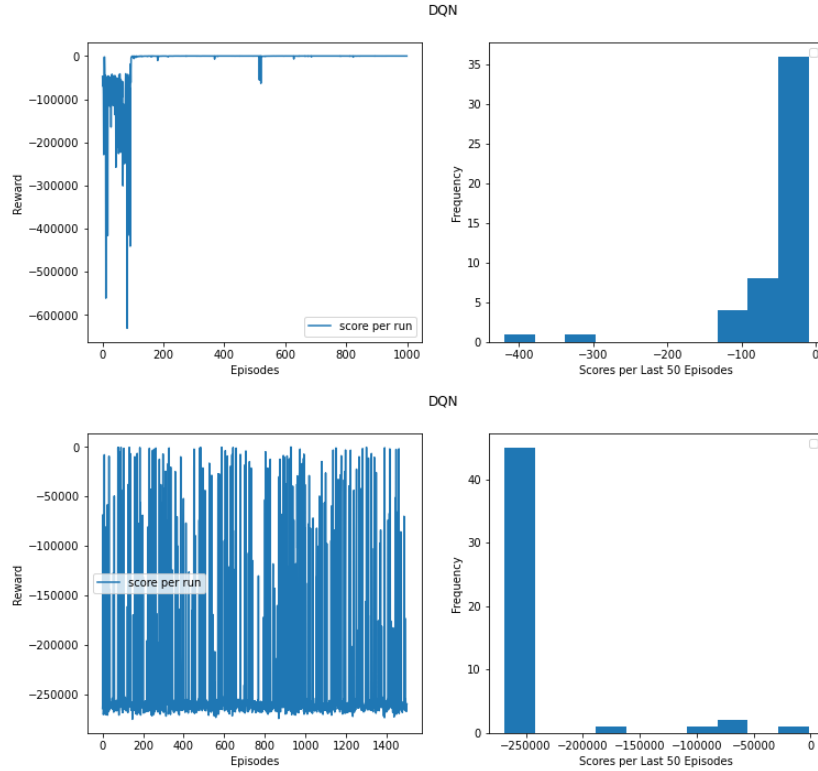 DQN
0
−100000
−200000
−300000
−400000
−500000
−600000
Reward
score per run
0 200 400 600 800 1000
Episodes
35
30
25
20
15
10
5
0
Frequency
−400 −300 −200 −100 0
Scores per Last 50 Episodes
DQN
0
−50000
−100000
−150000
−200000
−250000
Reward
score per run
0 200 400 600 800 1000 1200 1400
Episodes
40
30
20
10
0
Frequency
−250000 −200000 −150000 −100000 −50000 0
Scores per Last 50 Episodes